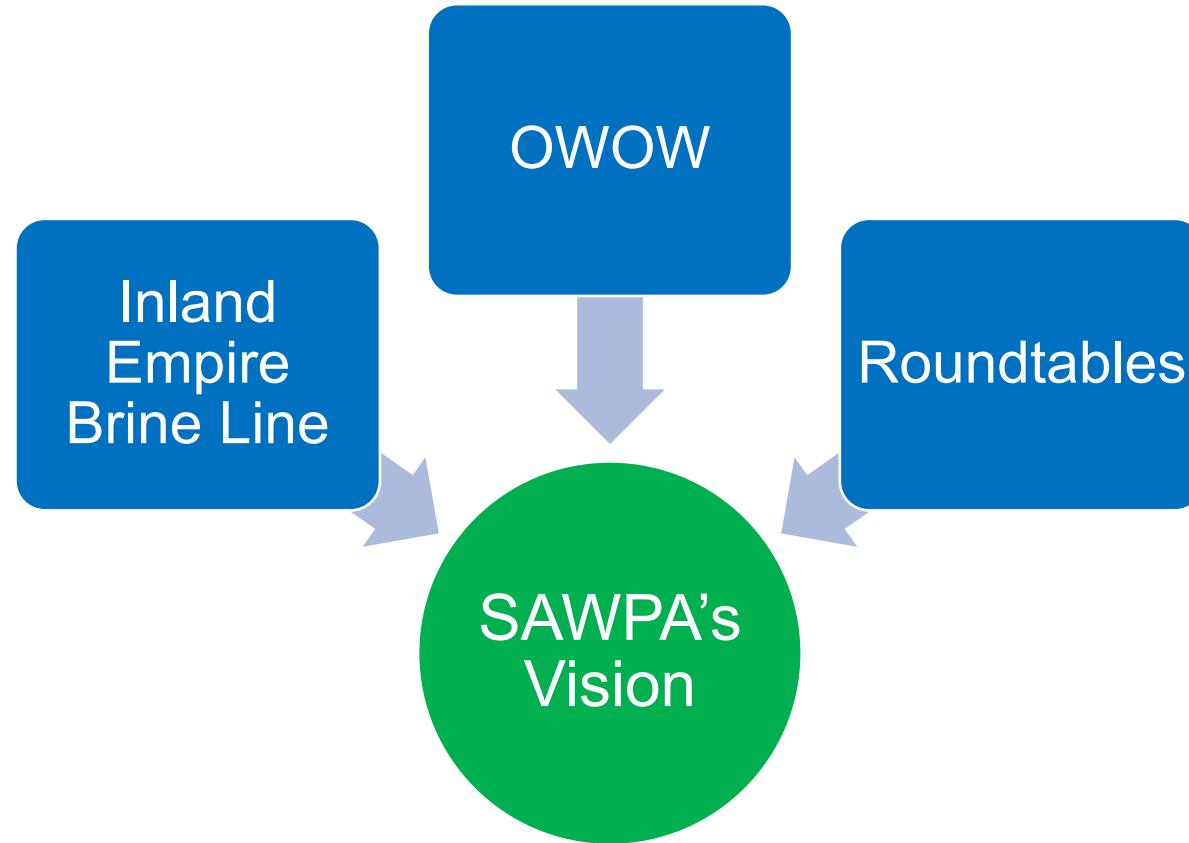 OWOW
Inland
Empire
Brine Line
Roundtables
SAWPA’s
Vision